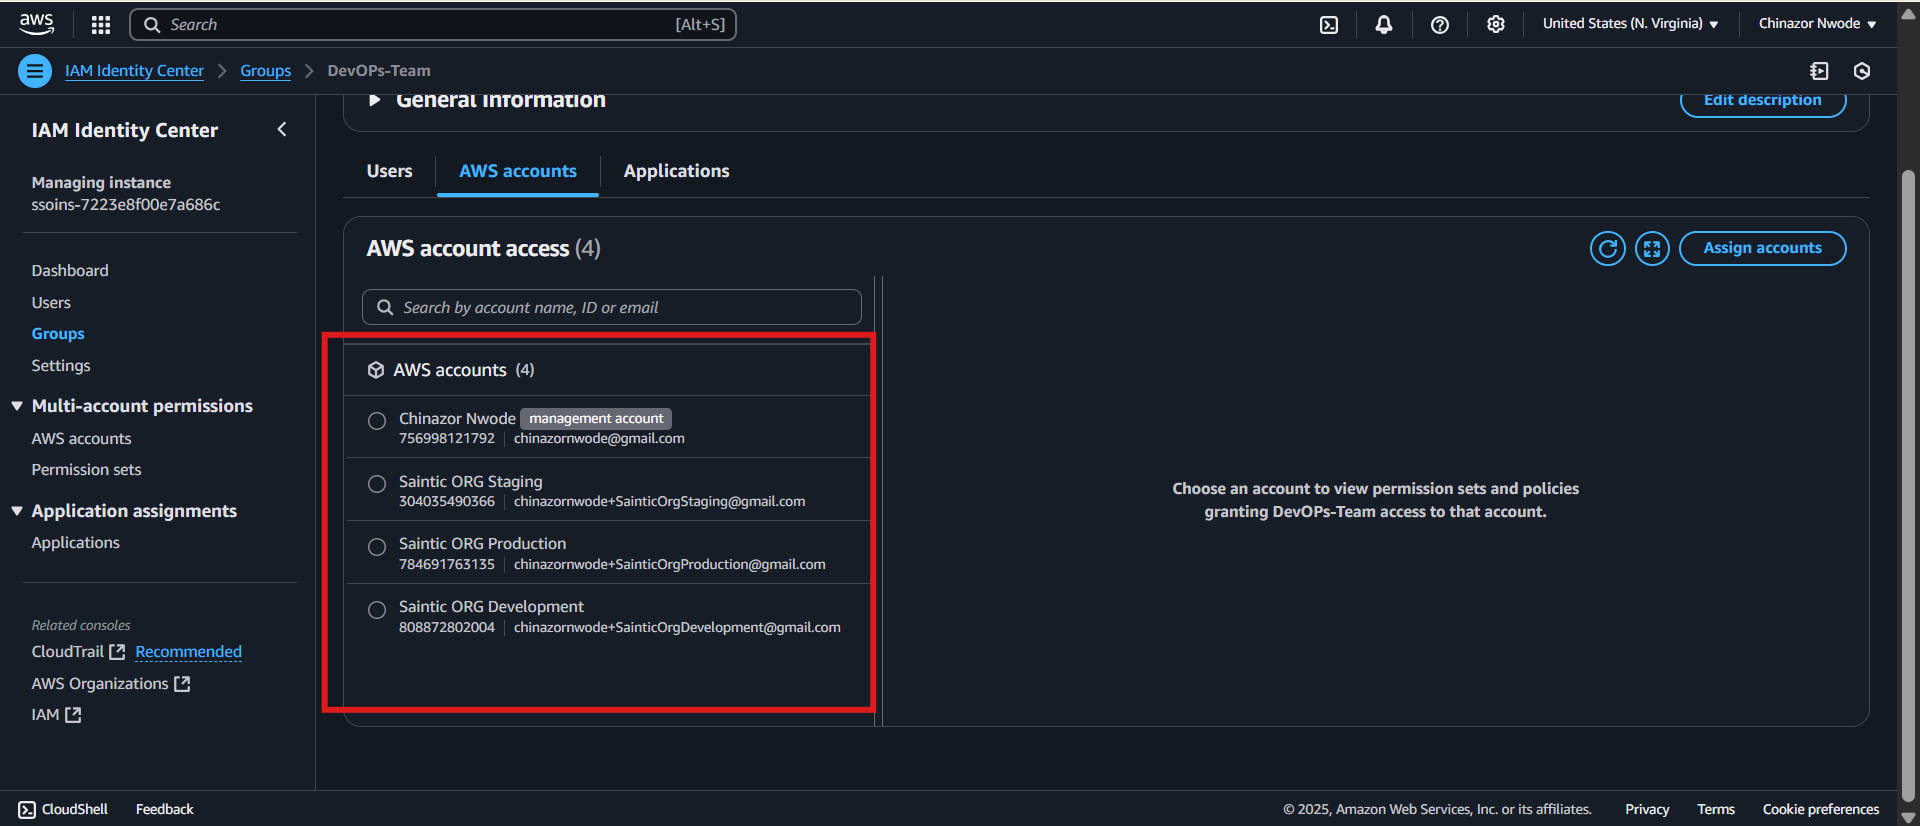 aws
Search [Alt+S]
United States (N. Virginia)
Chinazor Nwode
IAM Identity Center
Groups
DevOPs-Team
General information
Edit description
IAM Identity Center
Managing instance
ssoins-7223e8f00e7a686c
Dashboard
Users
Groups
Settings
Multi-account permissions
AWS accounts
Permission sets
Application assignments
Applications
Related consoles
CloudTrail Recommended
AWS Organizations
IAM
Users
AWS accounts
Applications
AWS account access (4)
Assign accounts
Search by account name, ID or email
AWS accounts (4)
Chinazor Nwode management account
756998121792 | chinazornwode@gmail.com
Saintic ORG Staging
304035490366 | chinazornwode+SainticOrgStaging@gmail.com
Saintic ORG Production
784691763135 | chinazornwode+SainticOrgProduction@gmail.com
Saintic ORG Development
808872802004 | chinazornwode+SainticOrgDevelopment@gmail.com
Choose an account to view permission sets and policies
granting DevOPs-Team access to that account.
CloudShell
Feedback
© 2025, Amazon Web Services, Inc. or its affiliates.
Privacy
Terms
Cookie preferences